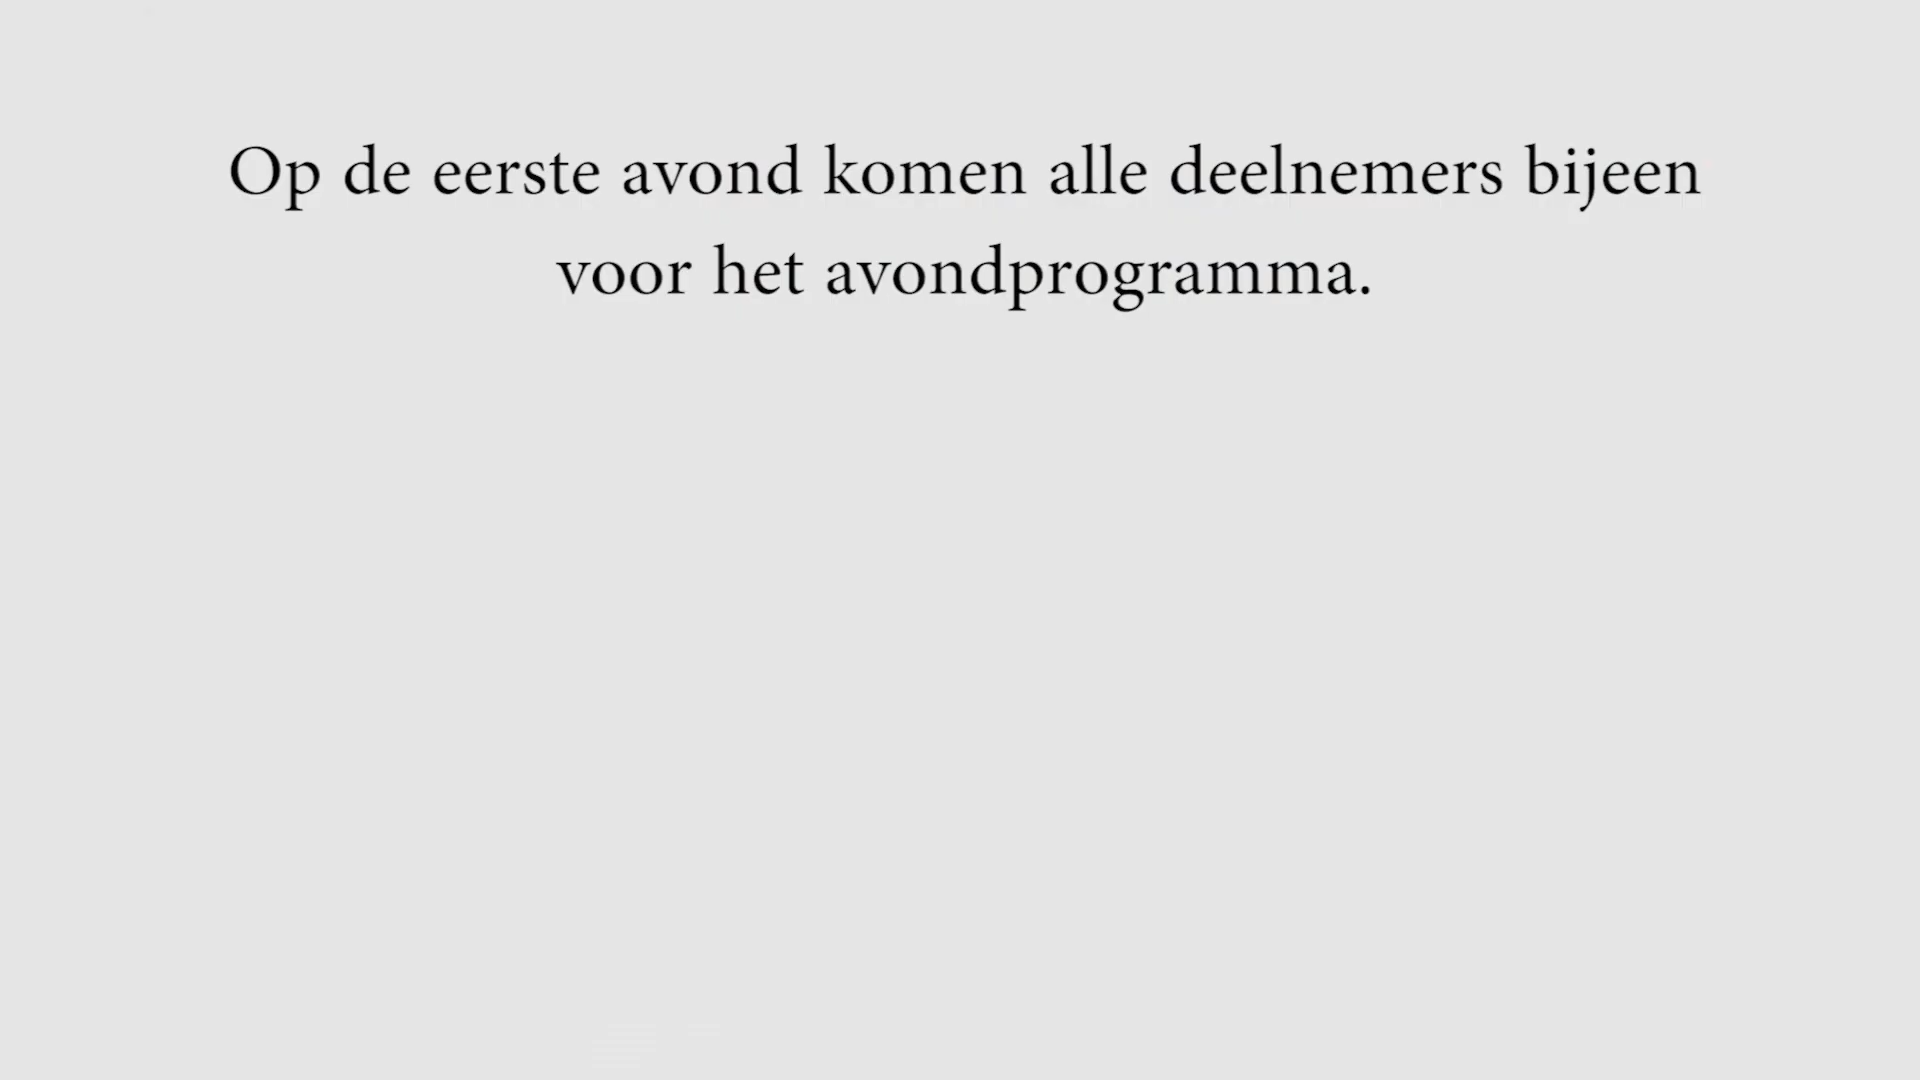 Op de eerste avond komen alle deelnemers bijeen
voor het avondprogramma.